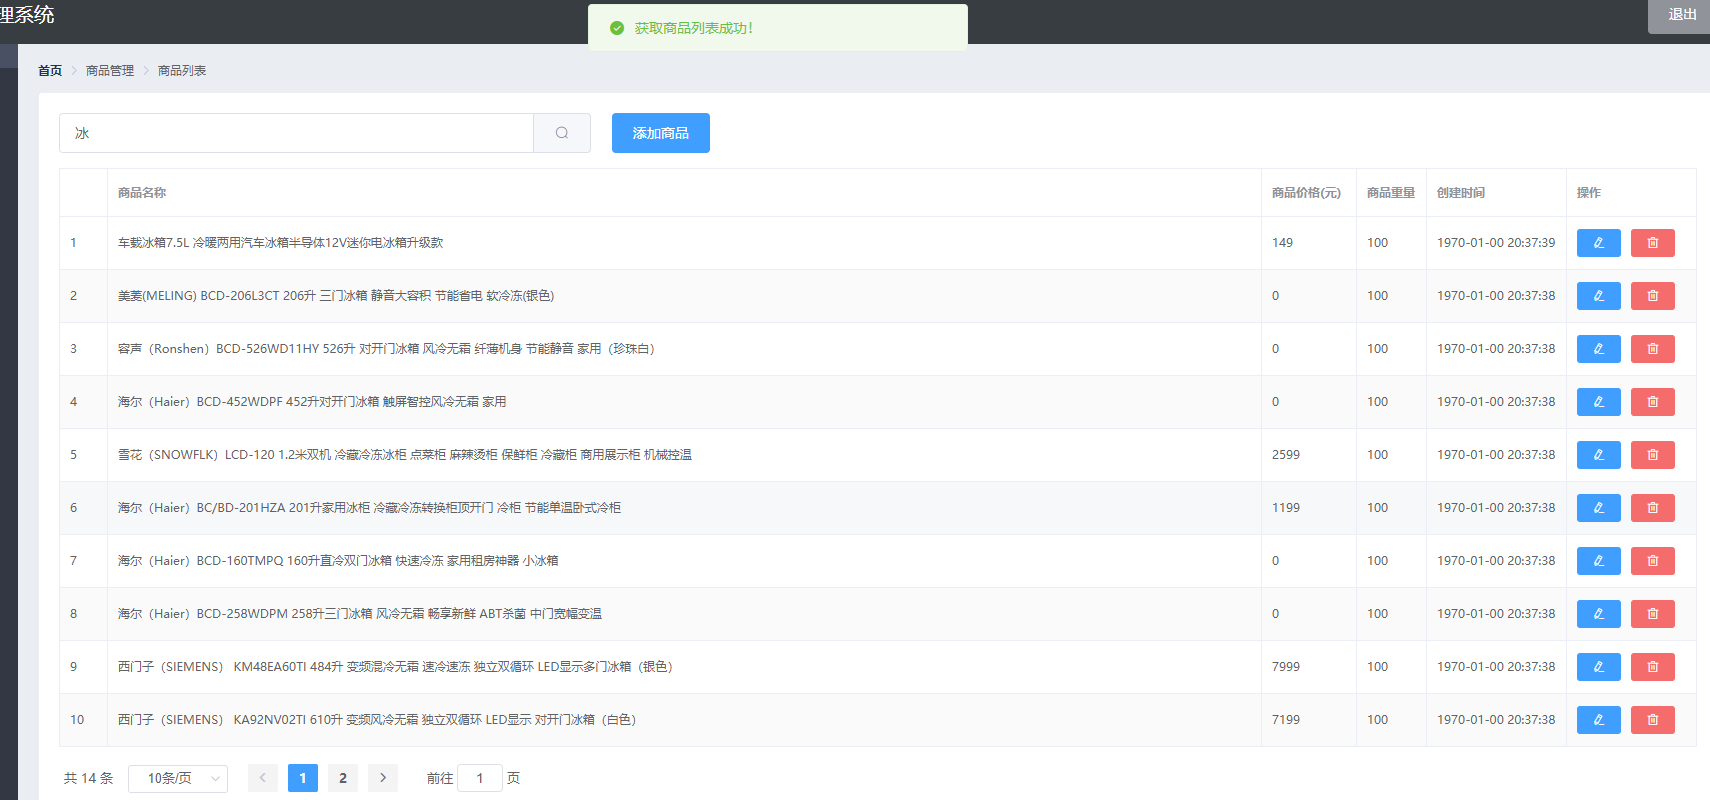 理系统
获取商品列表成功!
退出
首页 商品管理 商品列表
冰 添加商品
商品名称 商品价格(元) 商品重量 创建时间 操作
1 车载冰箱7.5L 冷暖两用汽车冰箱半导体12V迷你电冰箱升级款 149 100 1970-01-00 20:37:39
2 美菱(MELING) BCD-206L3CT 206升 三门冰箱 静音大容积 节能省电 软冷冻(银色) 0 100 1970-01-00 20:37:38
3 容声（Ronshen）BCD-526WD11HY 526升 对开门冰箱 风冷无霜 纤薄机身 节能静音 家用（珍珠白） 0 100 1970-01-00 20:37:38
4 海尔（Haier）BCD-452WDPF 452升对开门冰箱 触屏智控风冷无霜 家用 0 100 1970-01-00 20:37:38
5 雪花（SNOWFLK）LCD-120 1.2米双机 冷藏冷冻冰柜 点菜柜 麻辣烫柜 保鲜柜 冷藏柜 商用展示柜 机械控温 2599 100 1970-01-00 20:37:38
6 海尔（Haier）BC/BD-201HZA 201升家用冰柜 冷藏冷冻转换柜顶开门 冷柜 节能单温卧式冷柜 1199 100 1970-01-00 20:37:38
7 海尔（Haier）BCD-160TMPQ 160升直冷双门冰箱 快速冷冻 家用租房神器 小冰箱 0 100 1970-01-00 20:37:38
8 海尔（Haier）BCD-258WDPM 258升三门冰箱 风冷无霜 畅享新鲜 ABT杀菌 中门宽幅变温 0 100 1970-01-00 20:37:38
9 西门子（SIEMENS） KM48EA60TI 484升 变频混冷无霜 速冷速冻 独立双循环 LED显示多门冰箱（银色） 7999 100 1970-01-00 20:37:38
10 西门子（SIEMENS） KA92NV02TI 610升 变频风冷无霜 独立双循环 LED显示 对开门冰箱（白色） 7199 100 1970-01-00 20:37:38
共 14 条 10条/页 1 2 前往 1 页